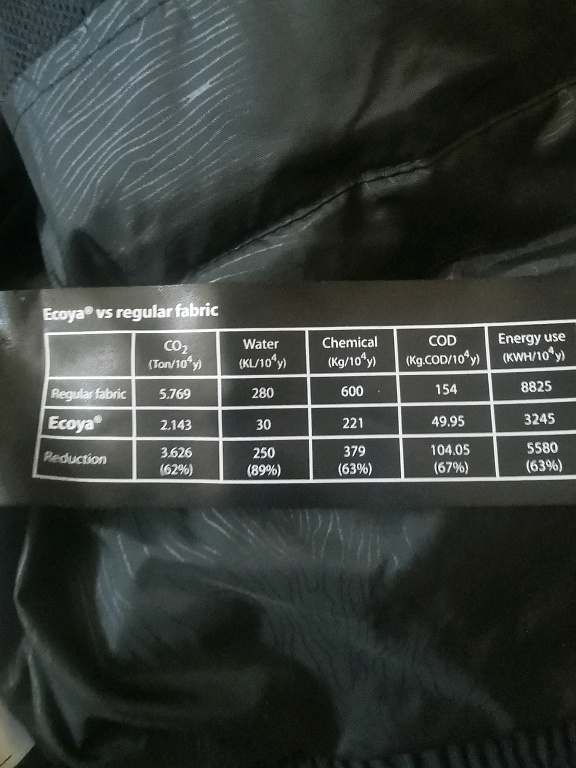 Ecoya® vs regular fabric
CO₂ Water Chemical COD Energy use
(Ton/10⁴y) (KL/10⁴y) (Kg/10⁴y) (Kg.COD/10⁴y) (KWH/10⁴y)
Regular fabric 5.769 280 600 154 8825
Ecoya® 2.143 30 221 49.95 3245
Reduction 3.626 250 379 104.05 5580
(62%) (89%) (63%) (67%) (63%)